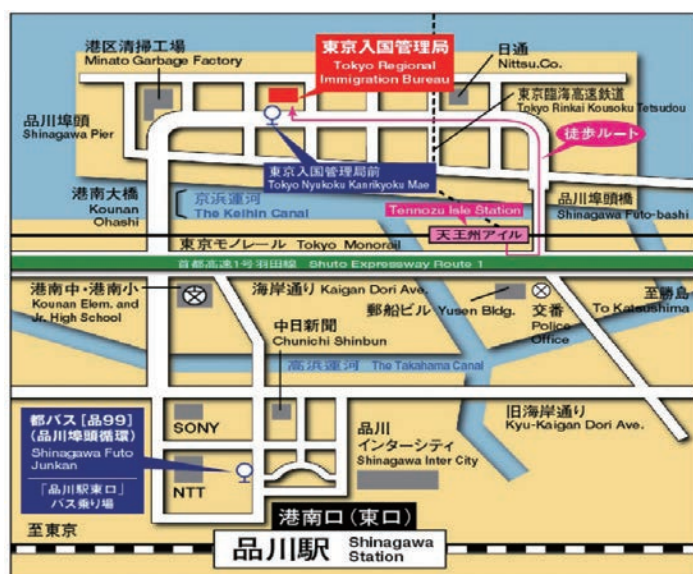 港区清掃工場
Minato Garbage Factory
東京入国管理局
Tokyo Regional
Immigration Bureau
日通
Nittsu.Co.
東京臨海高速鉄道
Tokyo Rinkai Kousoku Tetsudou
品川埠頭
Shinagawa Pier
徒歩ルート
東京入国管理局前
Tokyo Nyukoku Kanrikyoku Mae
港南大橋
Kounan
Ohashi
京浜運河
The Keihin Canal
品川埠頭橋
Shinagawa Futo-bashi
Tennozu Isle Station
天王州アイル
東京モノレール Tokyo Monorail
首都高速1号羽田線 Shuto Expressway Route 1
港南中・港南小
Kounan Elem. and
Jr. High School
海岸通り Kaigan Dori Ave.
郵船ビル Yusen Bldg.
交番
Police
Office
至勝島
To Katsushima
中日新聞
Chunichi Shinbun
高浜運河 The Takahama Canal
都バス[品99]
(品川埠頭循環)
Shinagawa Futo
Junkan
「品川駅東口」
バス乗り場
SONY
NTT
品川
インターシティ
Shinagawa Inter City
旧海岸通り
Kyu-Kaigan Dori Ave.
港南口(東口)
至東京
品川駅 Shinagawa
Station